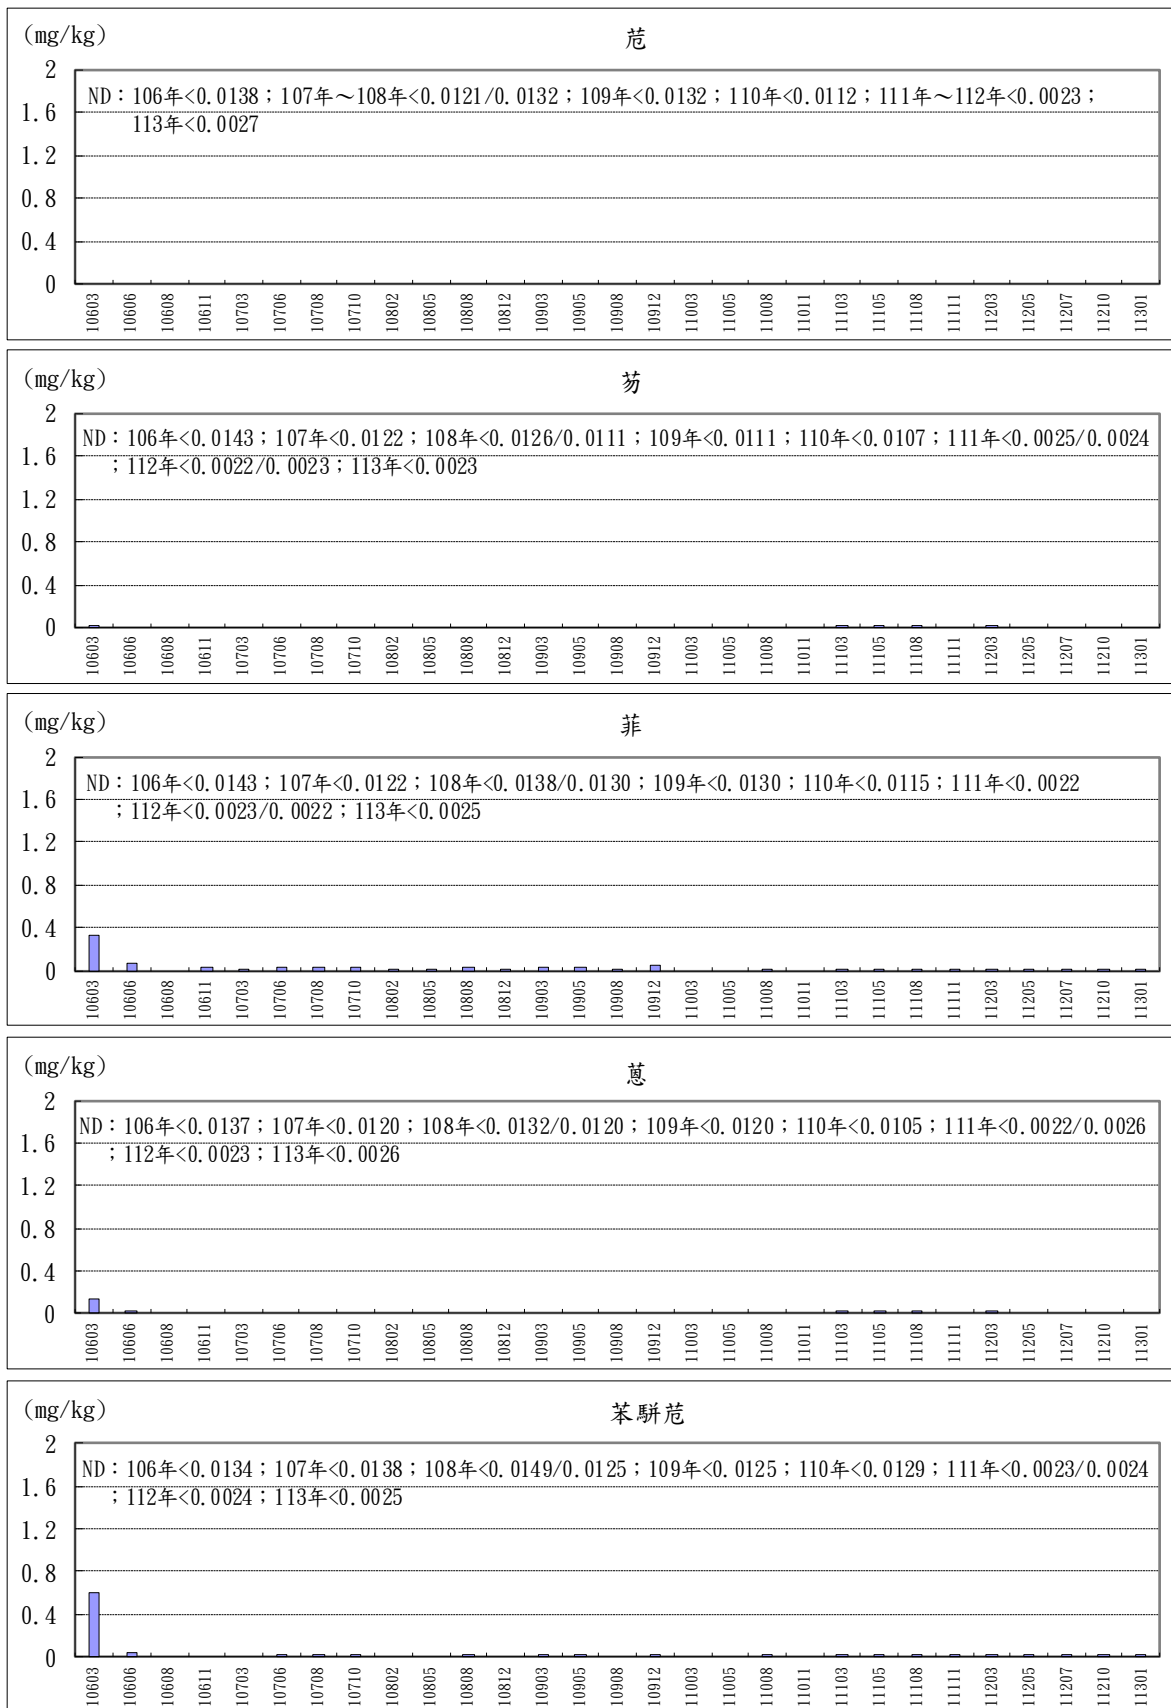 (mg/kg)
苊
2
ND：106年<0.0138；107年～108年<0.0121/0.0132；109年<0.0132；110年<0.0112；111年～112年<0.0023；
113年<0.0027
1.6
1.2
0.8
0.4
0
10603 10606 10608 10611 10703 10706 10708 10710 10802 10805 10808 10812 10903 10905 10908 10912 11003 11005 11008 11011 11103 11105 11108 11111 11203 11205 11207 11210 11301
(mg/kg)
芴
2
ND：106年<0.0143；107年<0.0122；108年<0.0126/0.0111；109年<0.0111；110年<0.0107；111年<0.0025/0.0024
；112年<0.0022/0.0023；113年<0.0023
1.6
1.2
0.8
0.4
0
10603 10606 10608 10611 10703 10706 10708 10710 10802 10805 10808 10812 10903 10905 10908 10912 11003 11005 11008 11011 11103 11105 11108 11111 11203 11205 11207 11210 11301
(mg/kg)
菲
2
ND：106年<0.0143；107年<0.0122；108年<0.0138/0.0130；109年<0.0130；110年<0.0115；111年<0.0022
；112年<0.0023/0.0022；113年<0.0025
1.6
1.2
0.8
0.4
0
10603 10606 10608 10611 10703 10706 10708 10710 10802 10805 10808 10812 10903 10905 10908 10912 11003 11005 11008 11011 11103 11105 11108 11111 11203 11205 11207 11210 11301
(mg/kg)
蒽
2
ND：106年<0.0137；107年<0.0120；108年<0.0132/0.0120；109年<0.0120；110年<0.0105；111年<0.0022/0.0026
；112年<0.0023；113年<0.0026
1.6
1.2
0.8
0.4
0
10603 10606 10608 10611 10703 10706 10708 10710 10802 10805 10808 10812 10903 10905 10908 10912 11003 11005 11008 11011 11103 11105 11108 11111 11203 11205 11207 11210 11301
(mg/kg)
苯駢苊
2
ND：106年<0.0134；107年<0.0138；108年<0.0149/0.0125；109年<0.0125；110年<0.0129；111年<0.0023/0.0024
；112年<0.0024；113年<0.0025
1.6
1.2
0.8
0.4
0
10603 10606 10608 10611 10703 10706 10708 10710 10802 10805 10808 10812 10903 10905 10908 10912 11003 11005 11008 11011 11103 11105 11108 11111 11203 11205 11207 11210 11301